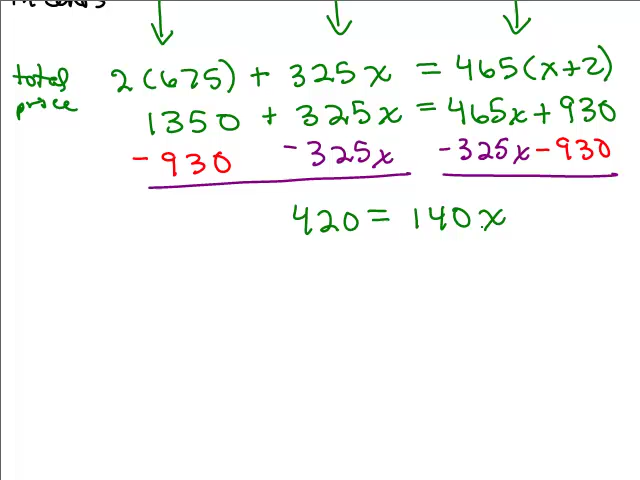 total price 2(675) + 325x = 465(x+2)
1350 + 325x = 465x + 930
-930 -325x -325x -930
420 = 140x